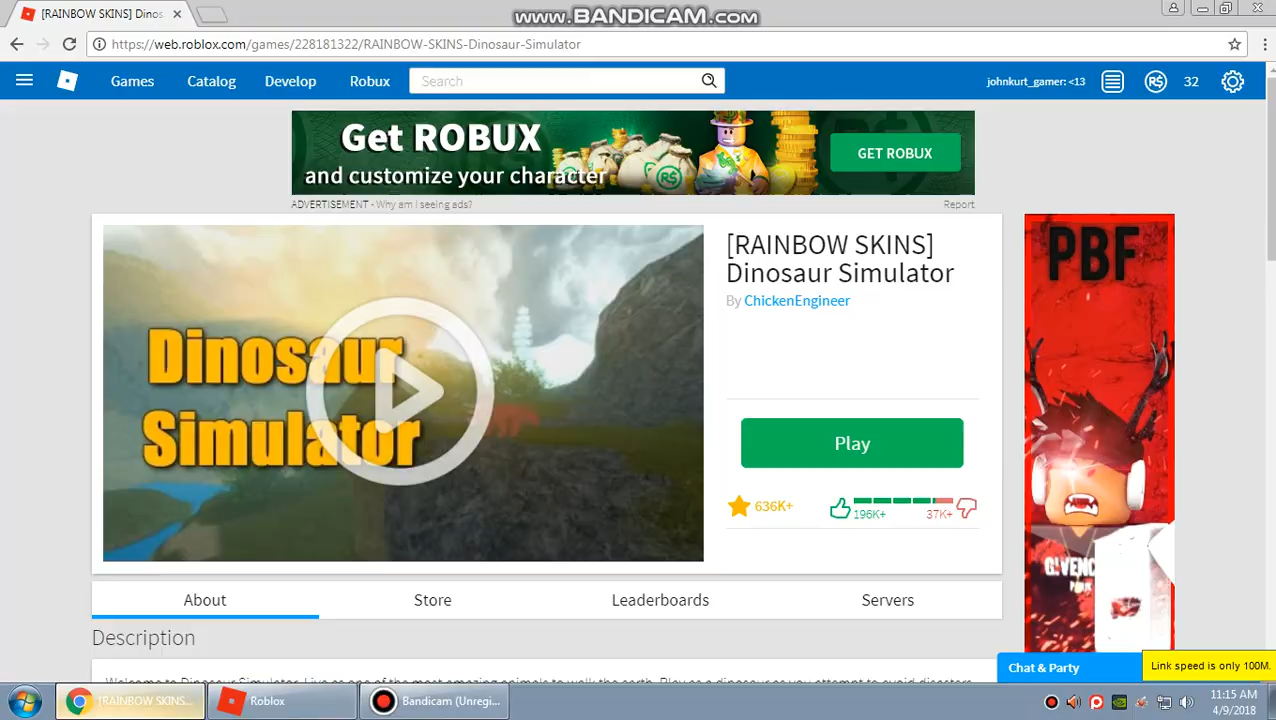 www.BANDICAM.com
[RAINBOW SKINS] Dinos
https://web.roblox.com/games/228181322/RAINBOW-SKINS-Dinosaur-Simulator
Games Catalog Develop Robux Search johnkurt_gamer: <13 R$ 32
Get ROBUX
and customize your character
R$
GET ROBUX
ADVERTISEMENT - Why am I seeing ads? Report
Dinosaur
Simulator
[RAINBOW SKINS]
Dinosaur Simulator
By ChickenEngineer
Play
636K+ 196K+ 37K+
PBF
GIVENC
About Store Leaderboards Servers
Description
Chat & Party
Link speed is only 100M.
[RAINBOW SKINS...
Roblox
Bandicam (Unregi...
11:15 AM
4/9/2018